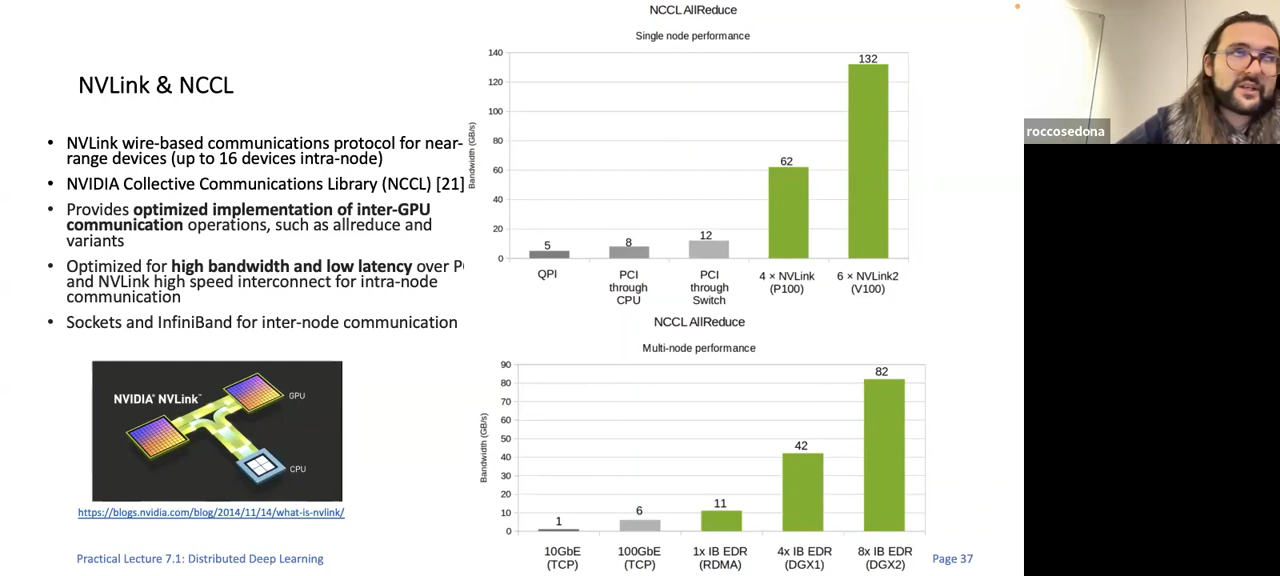 NVLink & NCCL
• NVLink wire-based communications protocol for near-
range devices (up to 16 devices intra-node)
• NVIDIA Collective Communications Library (NCCL) [21]
• Provides optimized implementation of inter-GPU
communication operations, such as allreduce and
variants
• Optimized for high bandwidth and low latency over P
and NVLink high speed interconnect for intra-node
communication
• Sockets and InfiniBand for inter-node communication
NVIDIA® NVLink™
GPU
CPU
https://blogs.nvidia.com/blog/2014/11/14/what-is-nvlink/
NCCL AllReduce
Single node performance
Bandwidth (GB/s)
140
120
100
80
60
40
20
0
5
8
12
62
132
QPI
PCI through CPU
PCI through Switch
4 × NVLink (P100)
6 × NVLink2 (V100)
NCCL AllReduce
Multi-node performance
Bandwidth (GB/s)
90
80
70
60
50
40
30
20
10
0
1
6
11
42
82
10GbE (TCP)
100GbE (TCP)
1x IB EDR (RDMA)
4x IB EDR (DGX1)
8x IB EDR (DGX2)
Practical Lecture 7.1: Distributed Deep Learning
Page 37
roccosedona